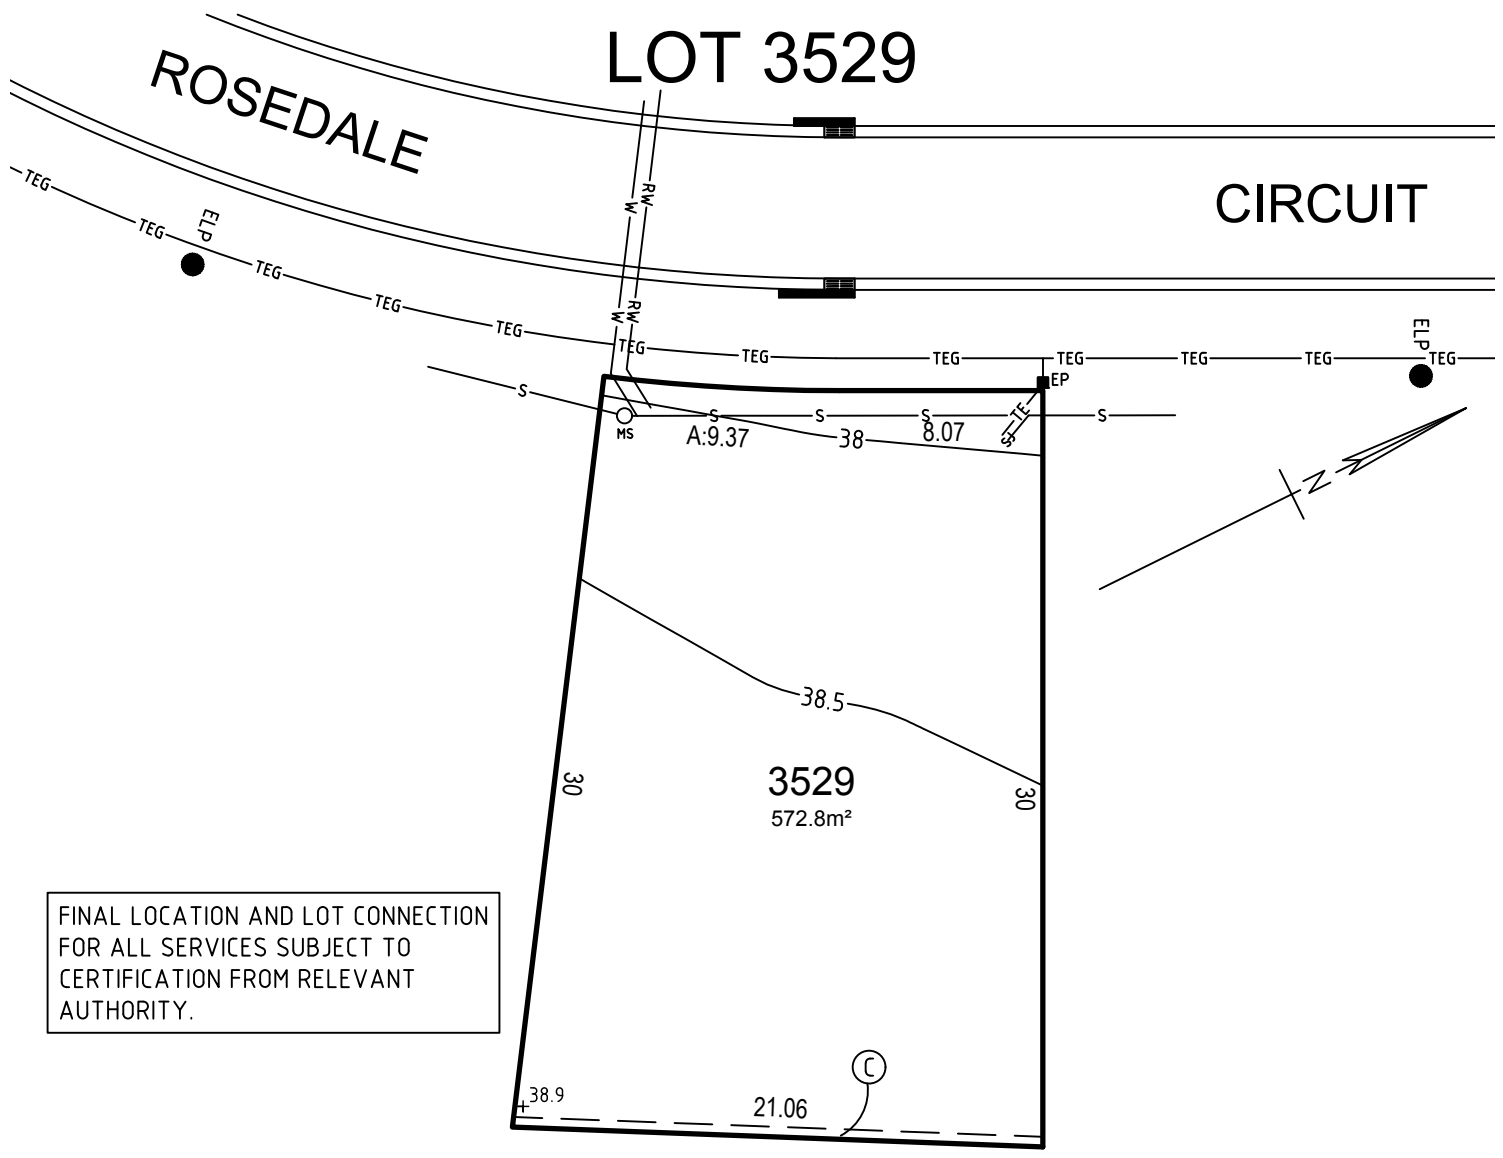 LOT 3529
ROSEDALE
CIRCUIT
RW
W
RW
W
TEG
TEG
TEG
TEG
TEG
TEG
TEG
TEG
TEG
TEG
TEG
TEG
ELP
ELP
EP
TE
S
S
S
S
S
S
MS
A:9.37
38
8.07
N
38.5
3529
572.8m²
30
30
FINAL LOCATION AND LOT CONNECTION
FOR ALL SERVICES SUBJECT TO
CERTIFICATION FROM RELEVANT
AUTHORITY.
C
38.9
21.06